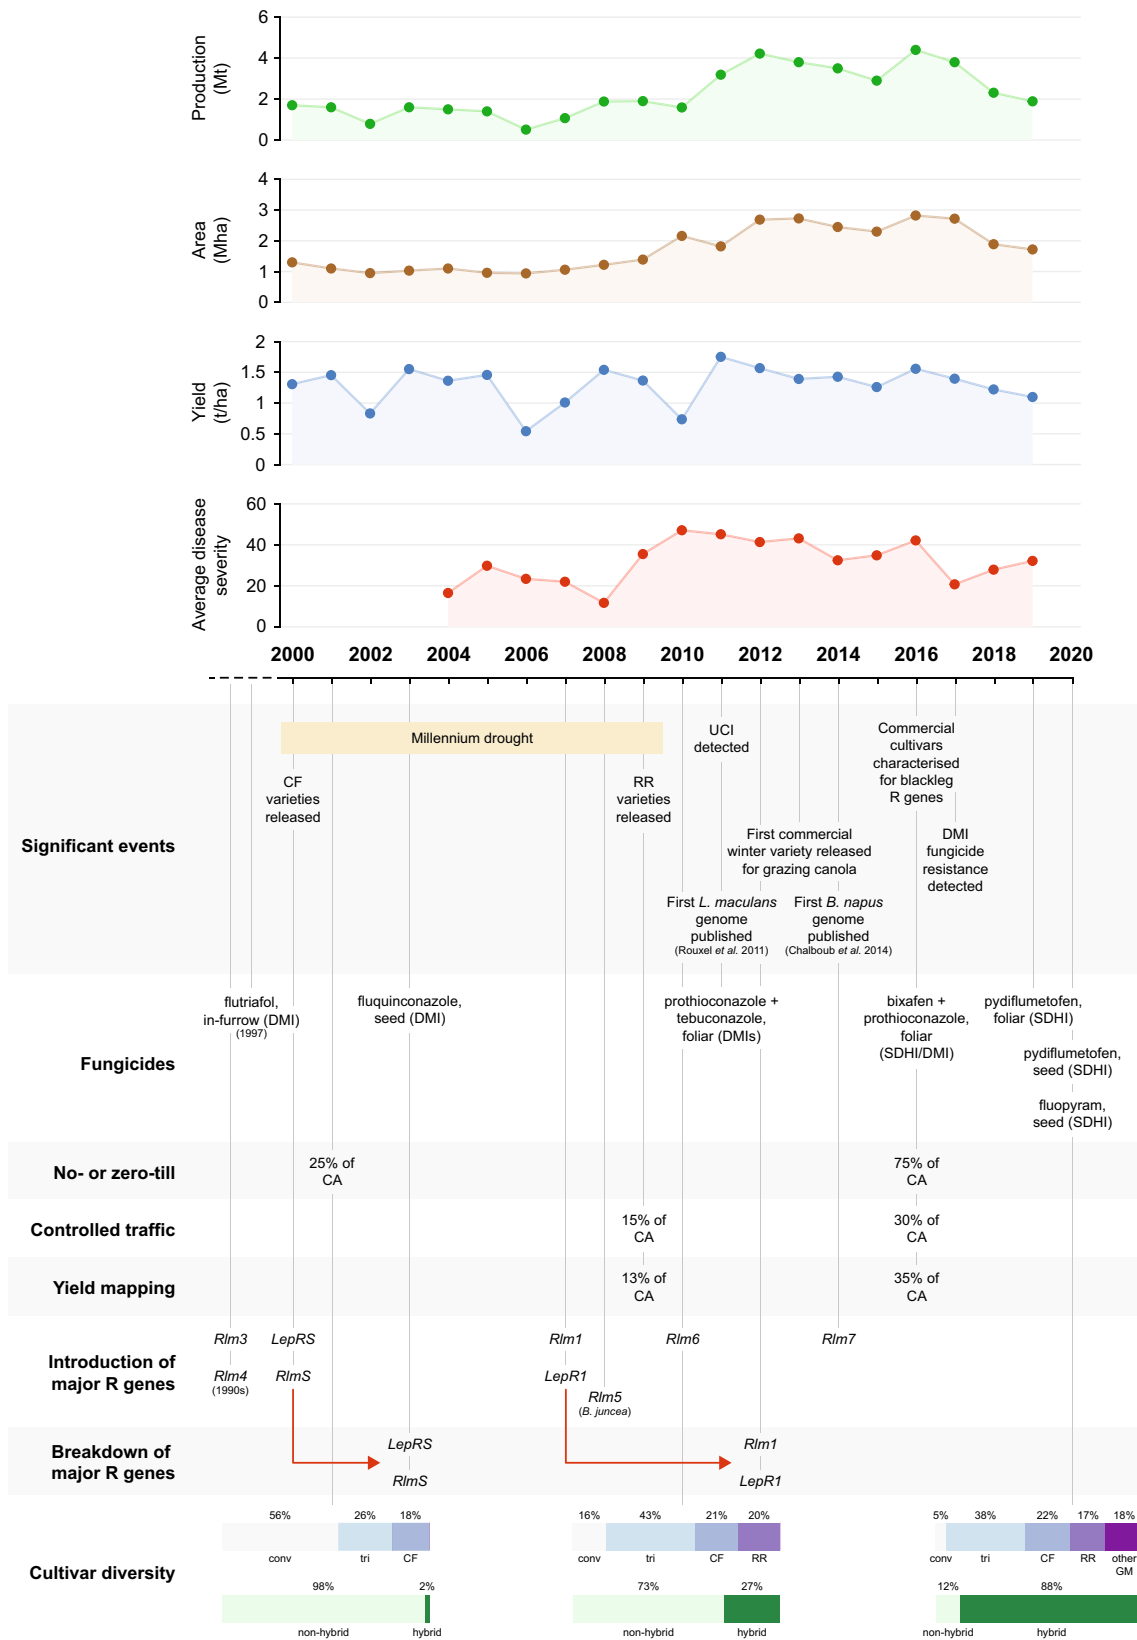 Production
(Mt)
6
4
2
0
Area
(Mha)
4
3
2
1
0
Yield
(t/ha)
2
1.5
1
0.5
0
Average disease
severity
60
40
20
0
2000 2002 2004 2006 2008 2010 2012 2014 2016 2018 2020
Significant events
Millennium drought
CF
varieties
released
RR
varieties
released
UCI
detected
First commercial
winter variety released
for grazing canola
First L. maculans
genome
published
(Rouxel et al. 2011)
First B. napus
genome
published
(Chalboub et al. 2014)
Commercial
cultivars
characterised
for blackleg
R genes
DMI
fungicide
resistance
detected
Fungicides
flutriafol,
in-furrow (DMI)
(1997)
fluquinconazole,
seed (DMI)
prothioconazole +
tebuconazole,
foliar (DMIs)
bixafen +
prothioconazole,
foliar
(SDHI/DMI)
pydiflumetofen,
foliar (SDHI)
pydiflumetofen,
seed (SDHI)
fluopyram,
seed (SDHI)
No- or zero-till
25% of
CA
75% of
CA
Controlled traffic
15% of
CA
30% of
CA
Yield mapping
13% of
CA
35% of
CA
Introduction of
major R genes
Rlm3
Rlm4
(1990s)
LepRS
RlmS
Rlm1
LepR1
Rlm5
(B. juncea)
Rlm6
Rlm7
Breakdown of
major R genes
LepRS
RlmS
Rlm1
LepR1
Cultivar diversity
56% 26% 18%
conv tri CF
98% 2%
non-hybrid hybrid
16% 43% 21% 20%
conv tri CF RR
73% 27%
non-hybrid hybrid
5% 38% 22% 17% 18%
conv tri CF RR other
GM
12% 88%
non-hybrid hybrid